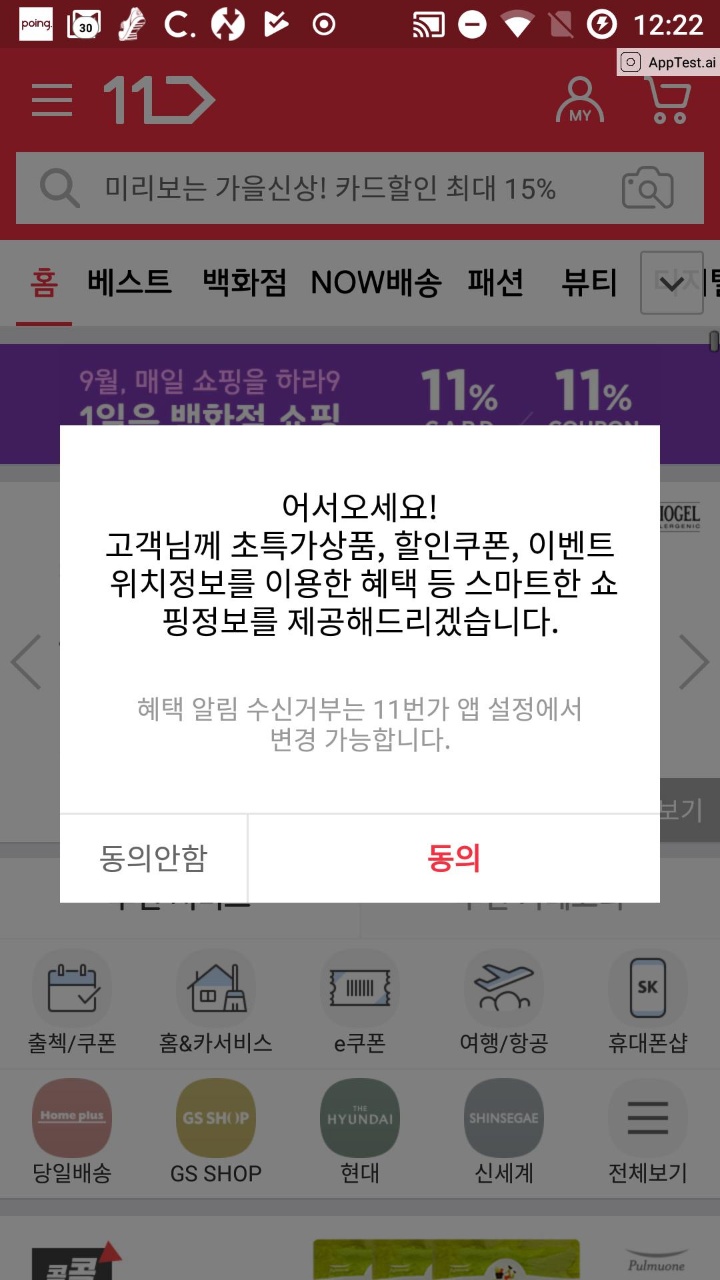 poing.
30
C.
12:22
AppTest.ai
11
MY
미리보는 가을신상! 카드할인 최대 15%
홈 베스트 백화점 NOW배송 패션 뷰티 디지털
9월, 매일 쇼핑을 하라9
1일은 백화점 쇼핑
11% 11%
CARD / COUPON
어서오세요!
고객님께 초특가상품, 할인쿠폰, 이벤트
위치정보를 이용한 혜택 등 스마트한 쇼
핑정보를 제공해드리겠습니다.
혜택 알림 수신거부는 11번가 앱 설정에서
변경 가능합니다.
보기
동의안함 동의
SK
출첵/쿠폰 홈&카서비스 e쿠폰 여행/항공 휴대폰샵
Home plus GS SHOP THE HYUNDAI SHINSEGAE
당일배송 GS SHOP 현대 신세계 전체보기
Pulmuone